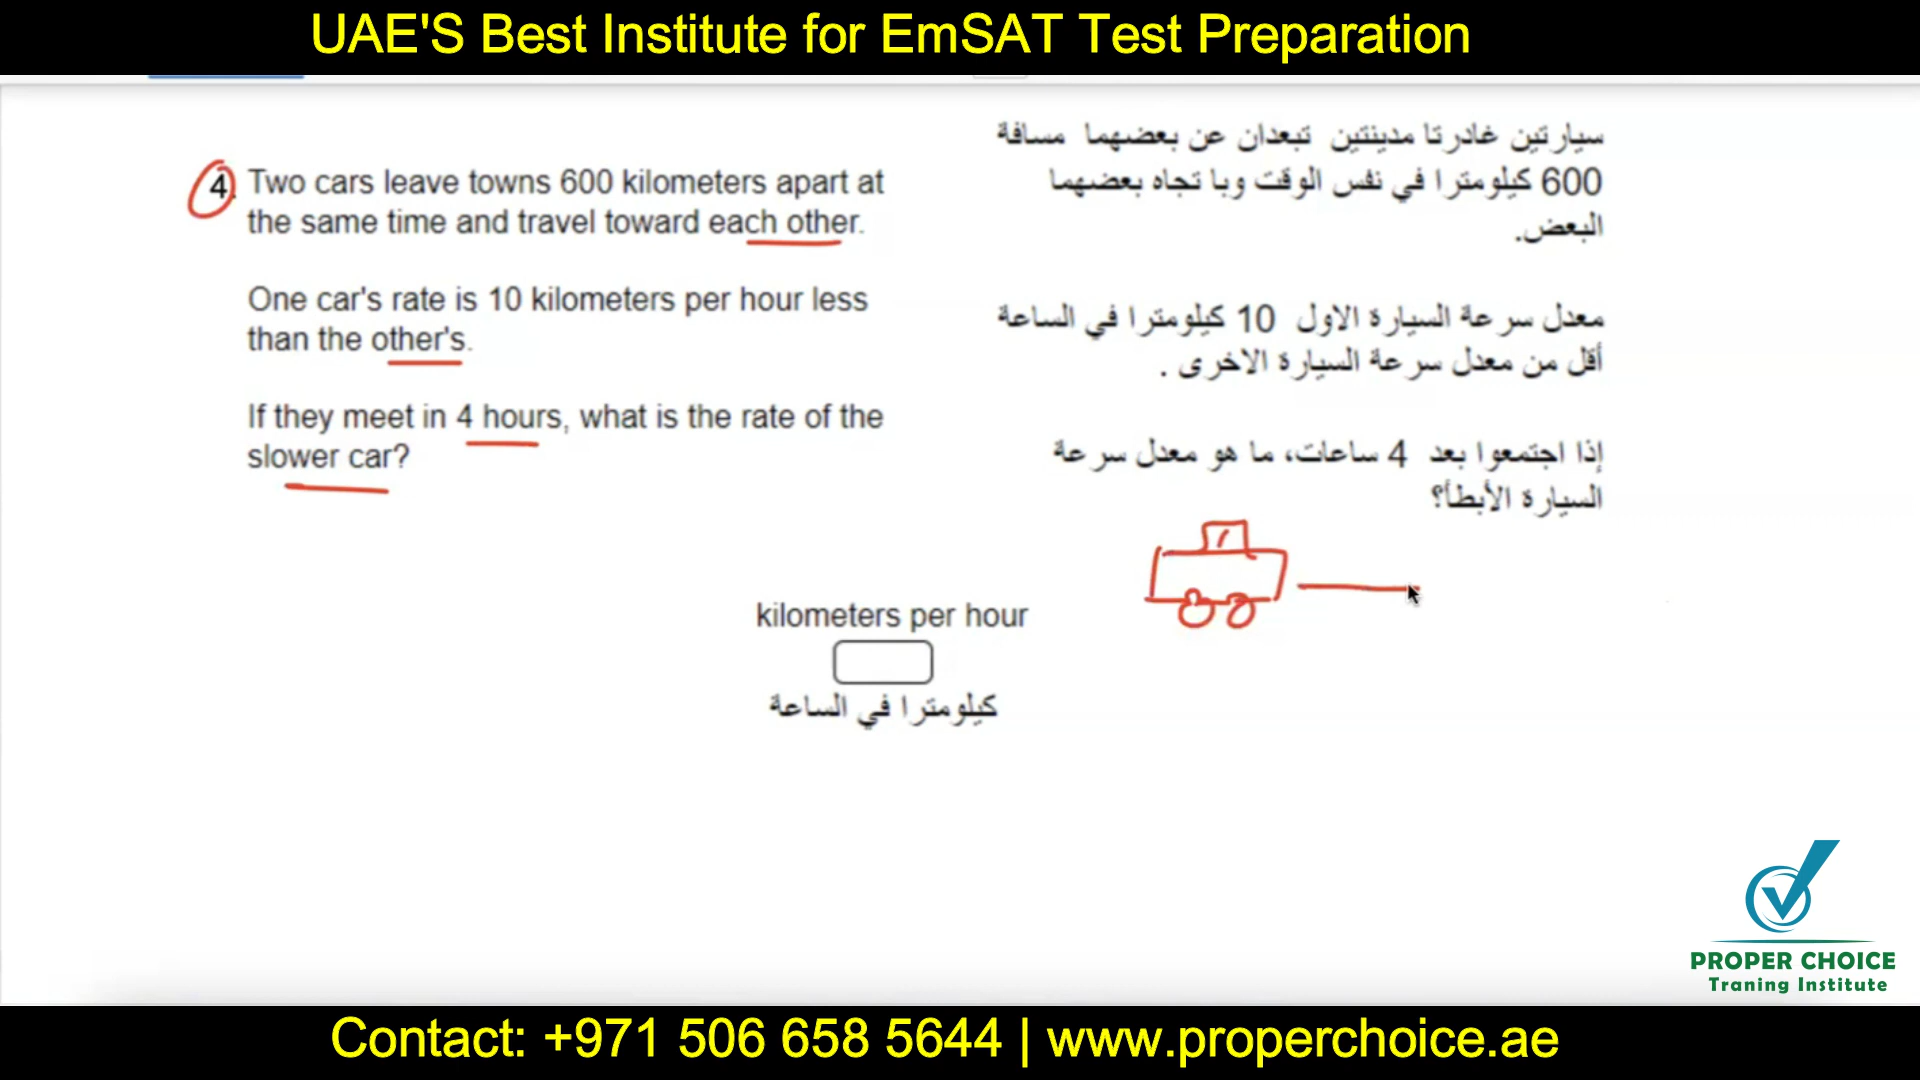 UAE'S Best Institute for EmSAT Test Preparation
4. Two cars leave towns 600 kilometers apart at
the same time and travel toward each other.
One car's rate is 10 kilometers per hour less
than the other's.
If they meet in 4 hours, what is the rate of the
slower car?
سيارتين غادرتا مدينتين تبعدان عن بعضهما مسافة
600 كيلومترا في نفس الوقت وبا تجاه بعضهما
البعض.
معدل سرعة السيارة الاول 10 كيلومترا في الساعة
أقل من معدل سرعة السيارة الاخرى .
إذا اجتمعوا بعد 4 ساعات، ما هو معدل سرعة
السيارة الأبطأ؟
kilometers per hour
كيلومترا في الساعة
PROPER CHOICE
Traning Institute
Contact: +971 506 658 5644 | www.properchoice.ae